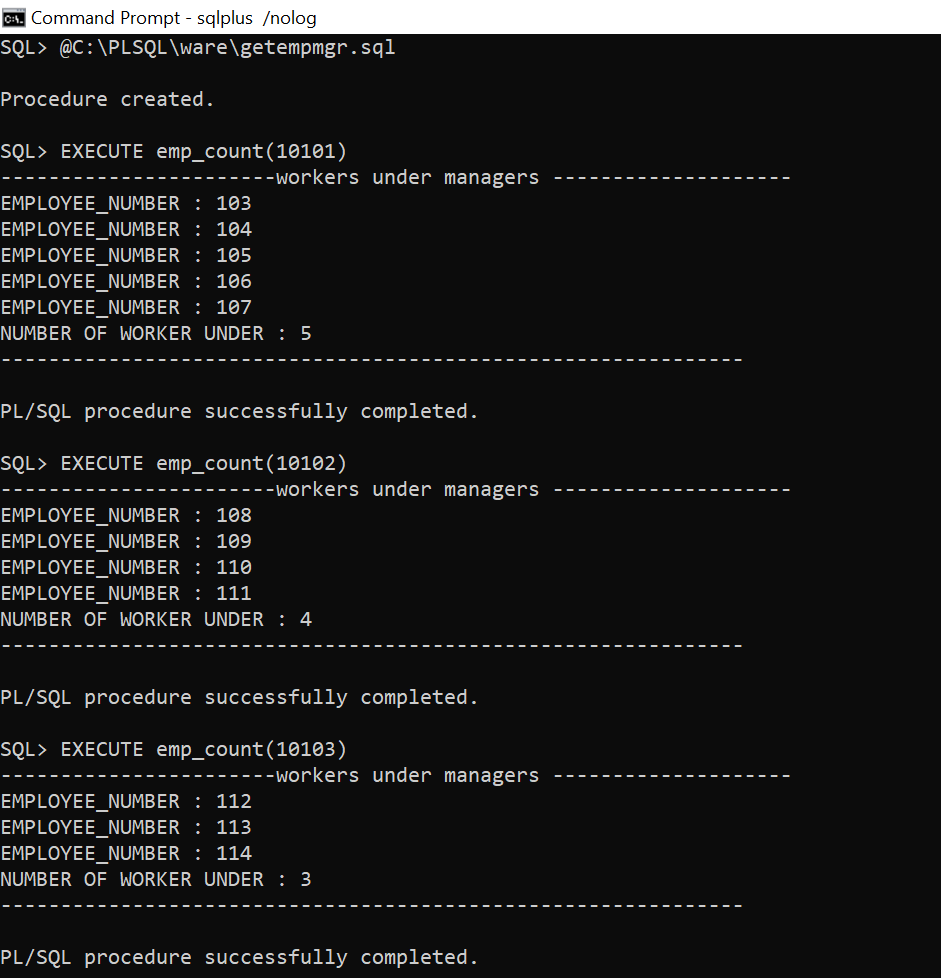 Command Prompt - sqlplus  /nolog
SQL> @C:\PLSQL\ware\getempmgr.sql
Procedure created.
SQL> EXECUTE emp_count(10101)
-----------------------workers under managers --------------------
EMPLOYEE_NUMBER : 103
EMPLOYEE_NUMBER : 104
EMPLOYEE_NUMBER : 105
EMPLOYEE_NUMBER : 106
EMPLOYEE_NUMBER : 107
NUMBER OF WORKER UNDER : 5
--------------------------------------------------------------
PL/SQL procedure successfully completed.
SQL> EXECUTE emp_count(10102)
-----------------------workers under managers --------------------
EMPLOYEE_NUMBER : 108
EMPLOYEE_NUMBER : 109
EMPLOYEE_NUMBER : 110
EMPLOYEE_NUMBER : 111
NUMBER OF WORKER UNDER : 4
--------------------------------------------------------------
PL/SQL procedure successfully completed.
SQL> EXECUTE emp_count(10103)
-----------------------workers under managers --------------------
EMPLOYEE_NUMBER : 112
EMPLOYEE_NUMBER : 113
EMPLOYEE_NUMBER : 114
NUMBER OF WORKER UNDER : 3
--------------------------------------------------------------
PL/SQL procedure successfully completed.